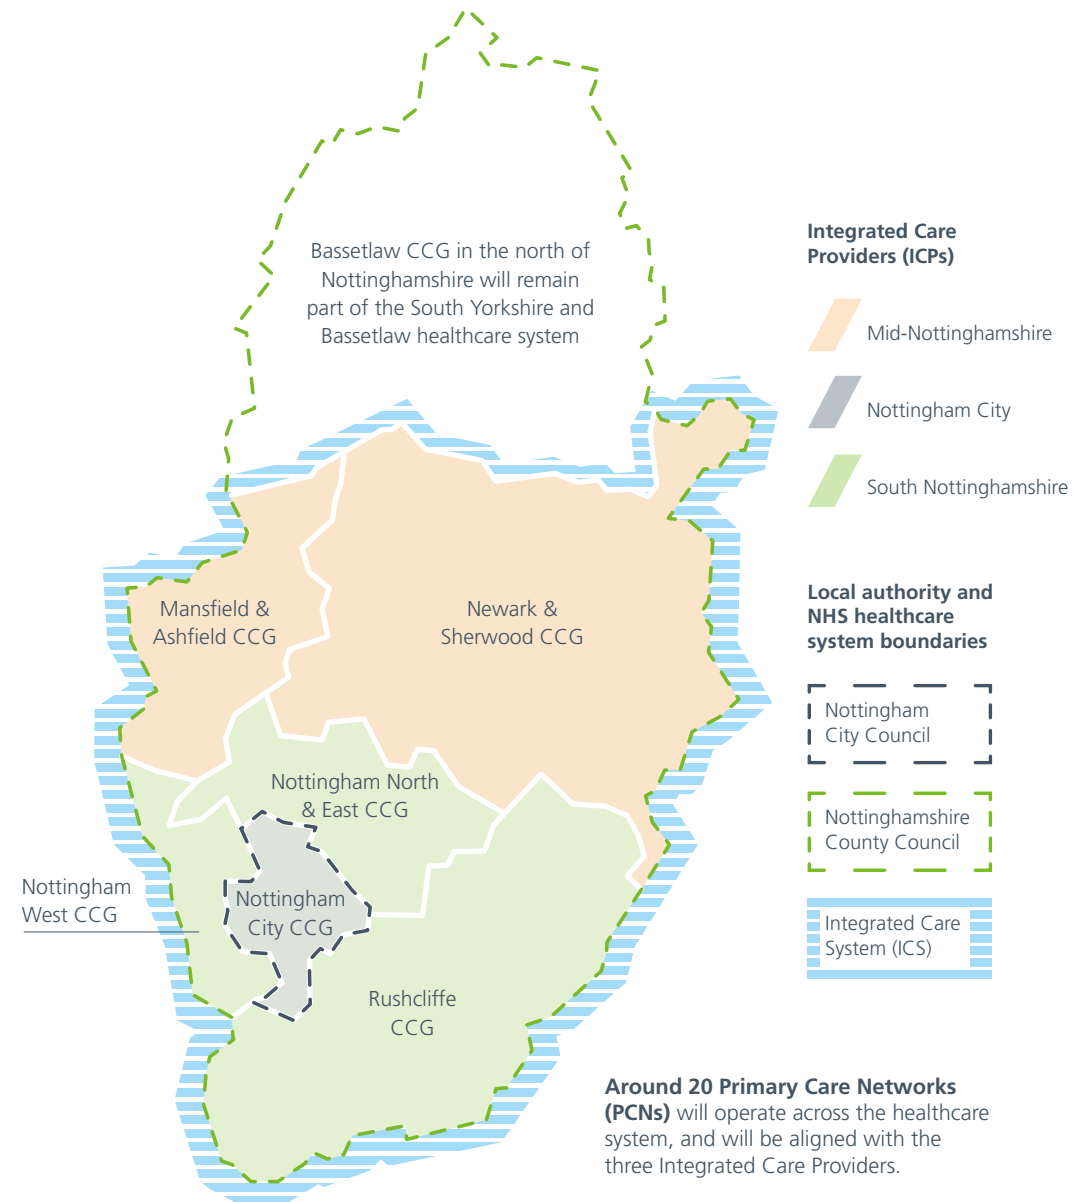 Bassetlaw CCG in the north of
Nottinghamshire will remain
part of the South Yorkshire and
Bassetlaw healthcare system
Mansfield &
Ashfield CCG
Newark &
Sherwood CCG
Nottingham North
& East CCG
Nottingham
West CCG
Nottingham
City CCG
Rushcliffe
CCG
Integrated Care
Providers (ICPs)
Mid-Nottinghamshire
Nottingham City
South Nottinghamshire
Local authority and
NHS healthcare
system boundaries
Nottingham
City Council
Nottinghamshire
County Council
Integrated Care
System (ICS)
Around 20 Primary Care Networks
(PCNs) will operate across the healthcare
system, and will be aligned with the
three Integrated Care Providers.